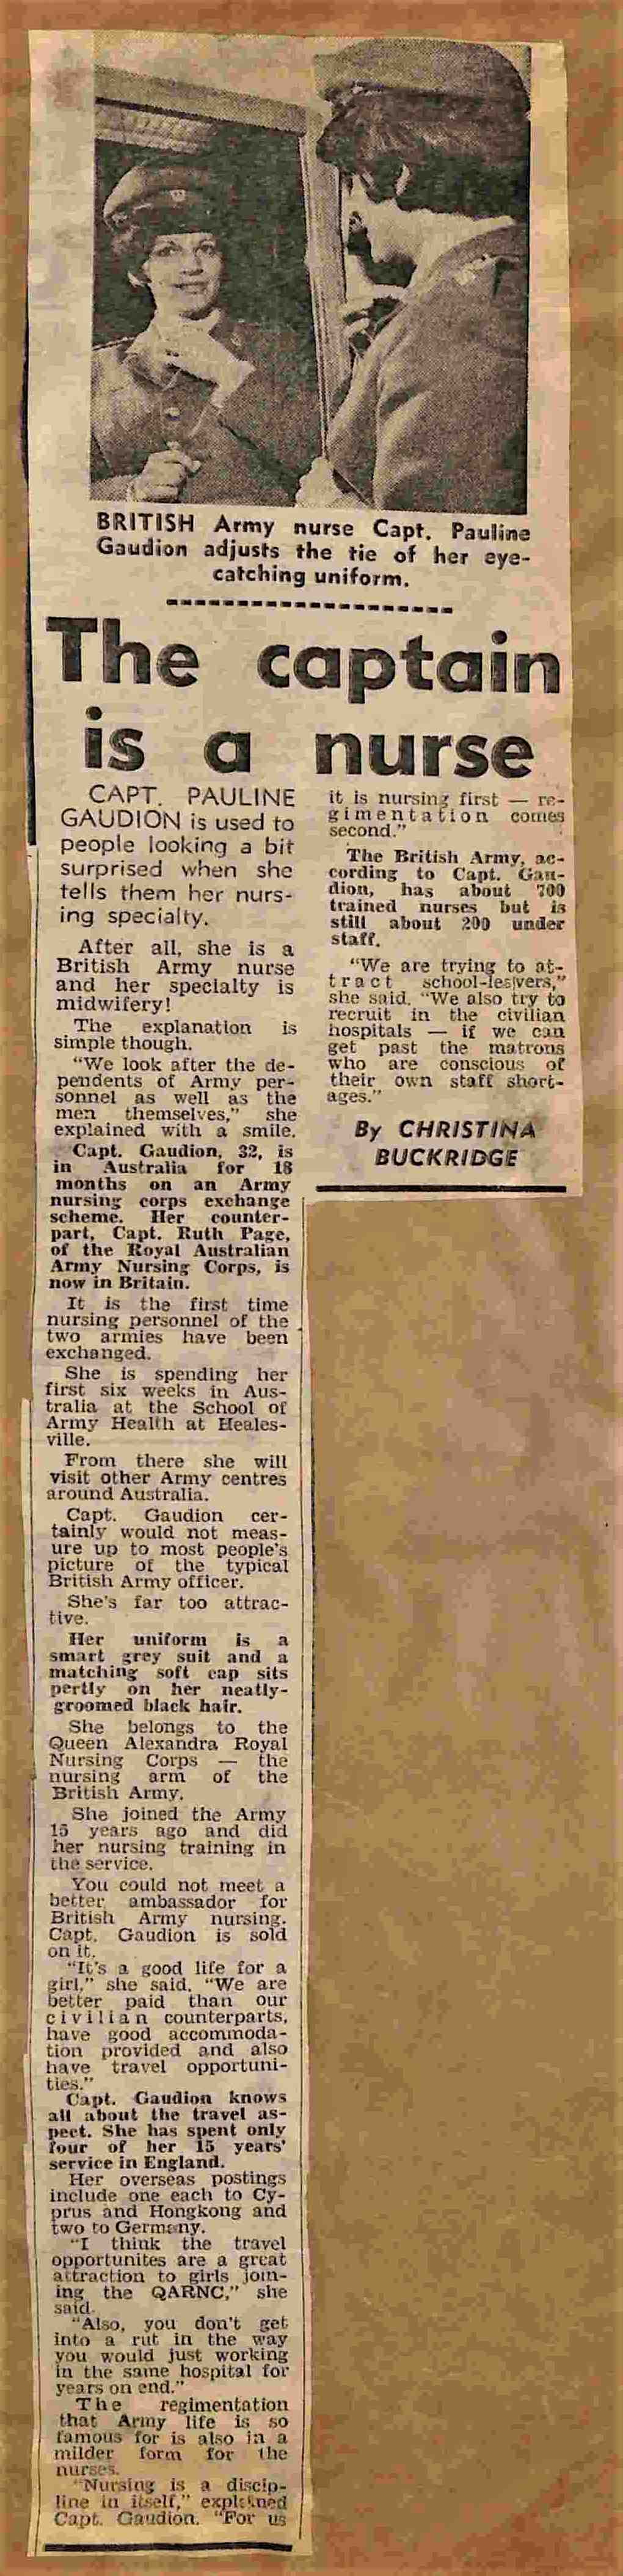 BRITISH Army nurse Capt. Pauline
Gaudion adjusts the tie of her eye-
catching uniform.
The captain
is a nurse
CAPT. PAULINE
GAUDION is used to
people looking a bit
surprised when she
tells them her nurs-
ing specialty.
After all, she is a
British Army nurse
and her specialty is
midwifery!
The explanation is
simple though.
"We look after the de-
pendents of Army per-
sonnel as well as the
men themselves," she
explained with a smile.
Capt. Gaudion, 32, is
in Australia for 18
months on an Army
nursing corps exchange
scheme. Her counter-
part, Capt. Ruth Page,
of the Royal Australian
Army Nursing Corps, is
now in Britain.
It is the first time
nursing personnel of the
two armies have been
exchanged.
She is spending her
first six weeks in Aus-
tralia at the School of
Army Health at Heales-
ville.
From there she will
visit other Army centres
around Australia.
Capt. Gaudion cer-
tainly would not meas-
ure up to most people's
picture of the typical
British Army officer.
She's far too attrac-
tive.
Her uniform is a
smart grey suit and a
matching soft cap sits
pertly on her neatly-
groomed black hair.
She belongs to the
Queen Alexandra Royal
Nursing Corps — the
nursing arm of the
British Army.
She joined the Army
15 years ago and did
her nursing training in
the service.
You could not meet a
better ambassador for
British Army nursing.
Capt. Gaudion is sold
on it.
"It's a good life for a
girl," she said. "We are
better paid than our
civilian counterparts,
have good accommoda-
tion provided and also
have travel opportuni-
ties."
Capt. Gaudion knows
all about the travel as-
pect. She has spent only
four of her 15 years'
service in England.
Her overseas postings
include one each to Cy-
prus and Hongkong and
two to Germany.
"I think the travel
opportunites are a great
attraction to girls join-
ing the QARNC," she
said.
"Also, you don't get
into a rut in the way
you would just working
in the same hospital for
years on end."
The regimentation
that Army life is so
famous for is also in a
milder form for the
nurses.
"Nursing is a discip-
line in itself," explained
Capt. Gaudion. "For us
it is nursing first — re-
gimentation comes
second."
The British Army, ac-
cording to Capt. Gau-
dion, has about 700
trained nurses but is
still about 200 under
staff.
"We are trying to at-
tract school-leavers,"
she said. "We also try to
recruit in the civilian
hospitals — if we can
get past the matrons
who are conscious of
their own staff short-
ages."
By CHRISTINA
BUCKRIDGE